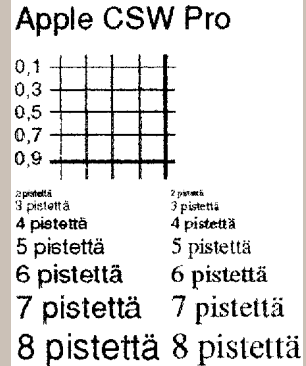 Apple CSW Pro
0,1
0,3
0,5
0,7
0,9
2 pistettä 2 pistettä
3 pistettä 3 pistettä
4 pistettä 4 pistettä
5 pistettä 5 pistettä
6 pistettä 6 pistettä
7 pistettä 7 pistettä
8 pistettä 8 pistettä